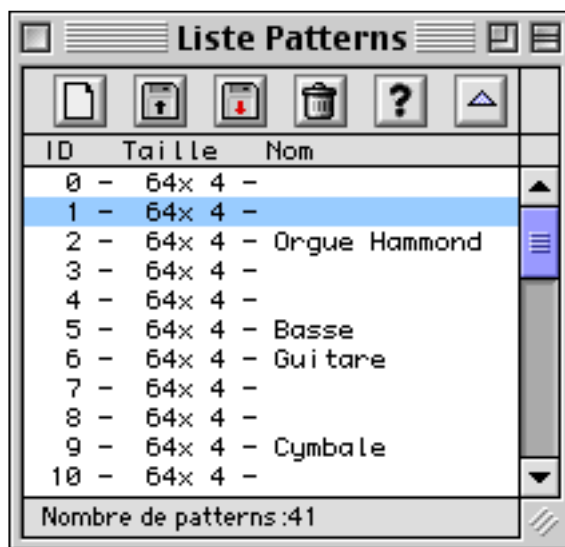 Liste Patterns
?
ID Taille Nom
0 - 64x 4 -
1 - 64x 4 -
2 - 64x 4 - Orgue Hammond
3 - 64x 4 -
4 - 64x 4 -
5 - 64x 4 - Basse
6 - 64x 4 - Guitare
7 - 64x 4 -
8 - 64x 4 -
9 - 64x 4 - Cymbale
10 - 64x 4 -
Nombre de patterns :41